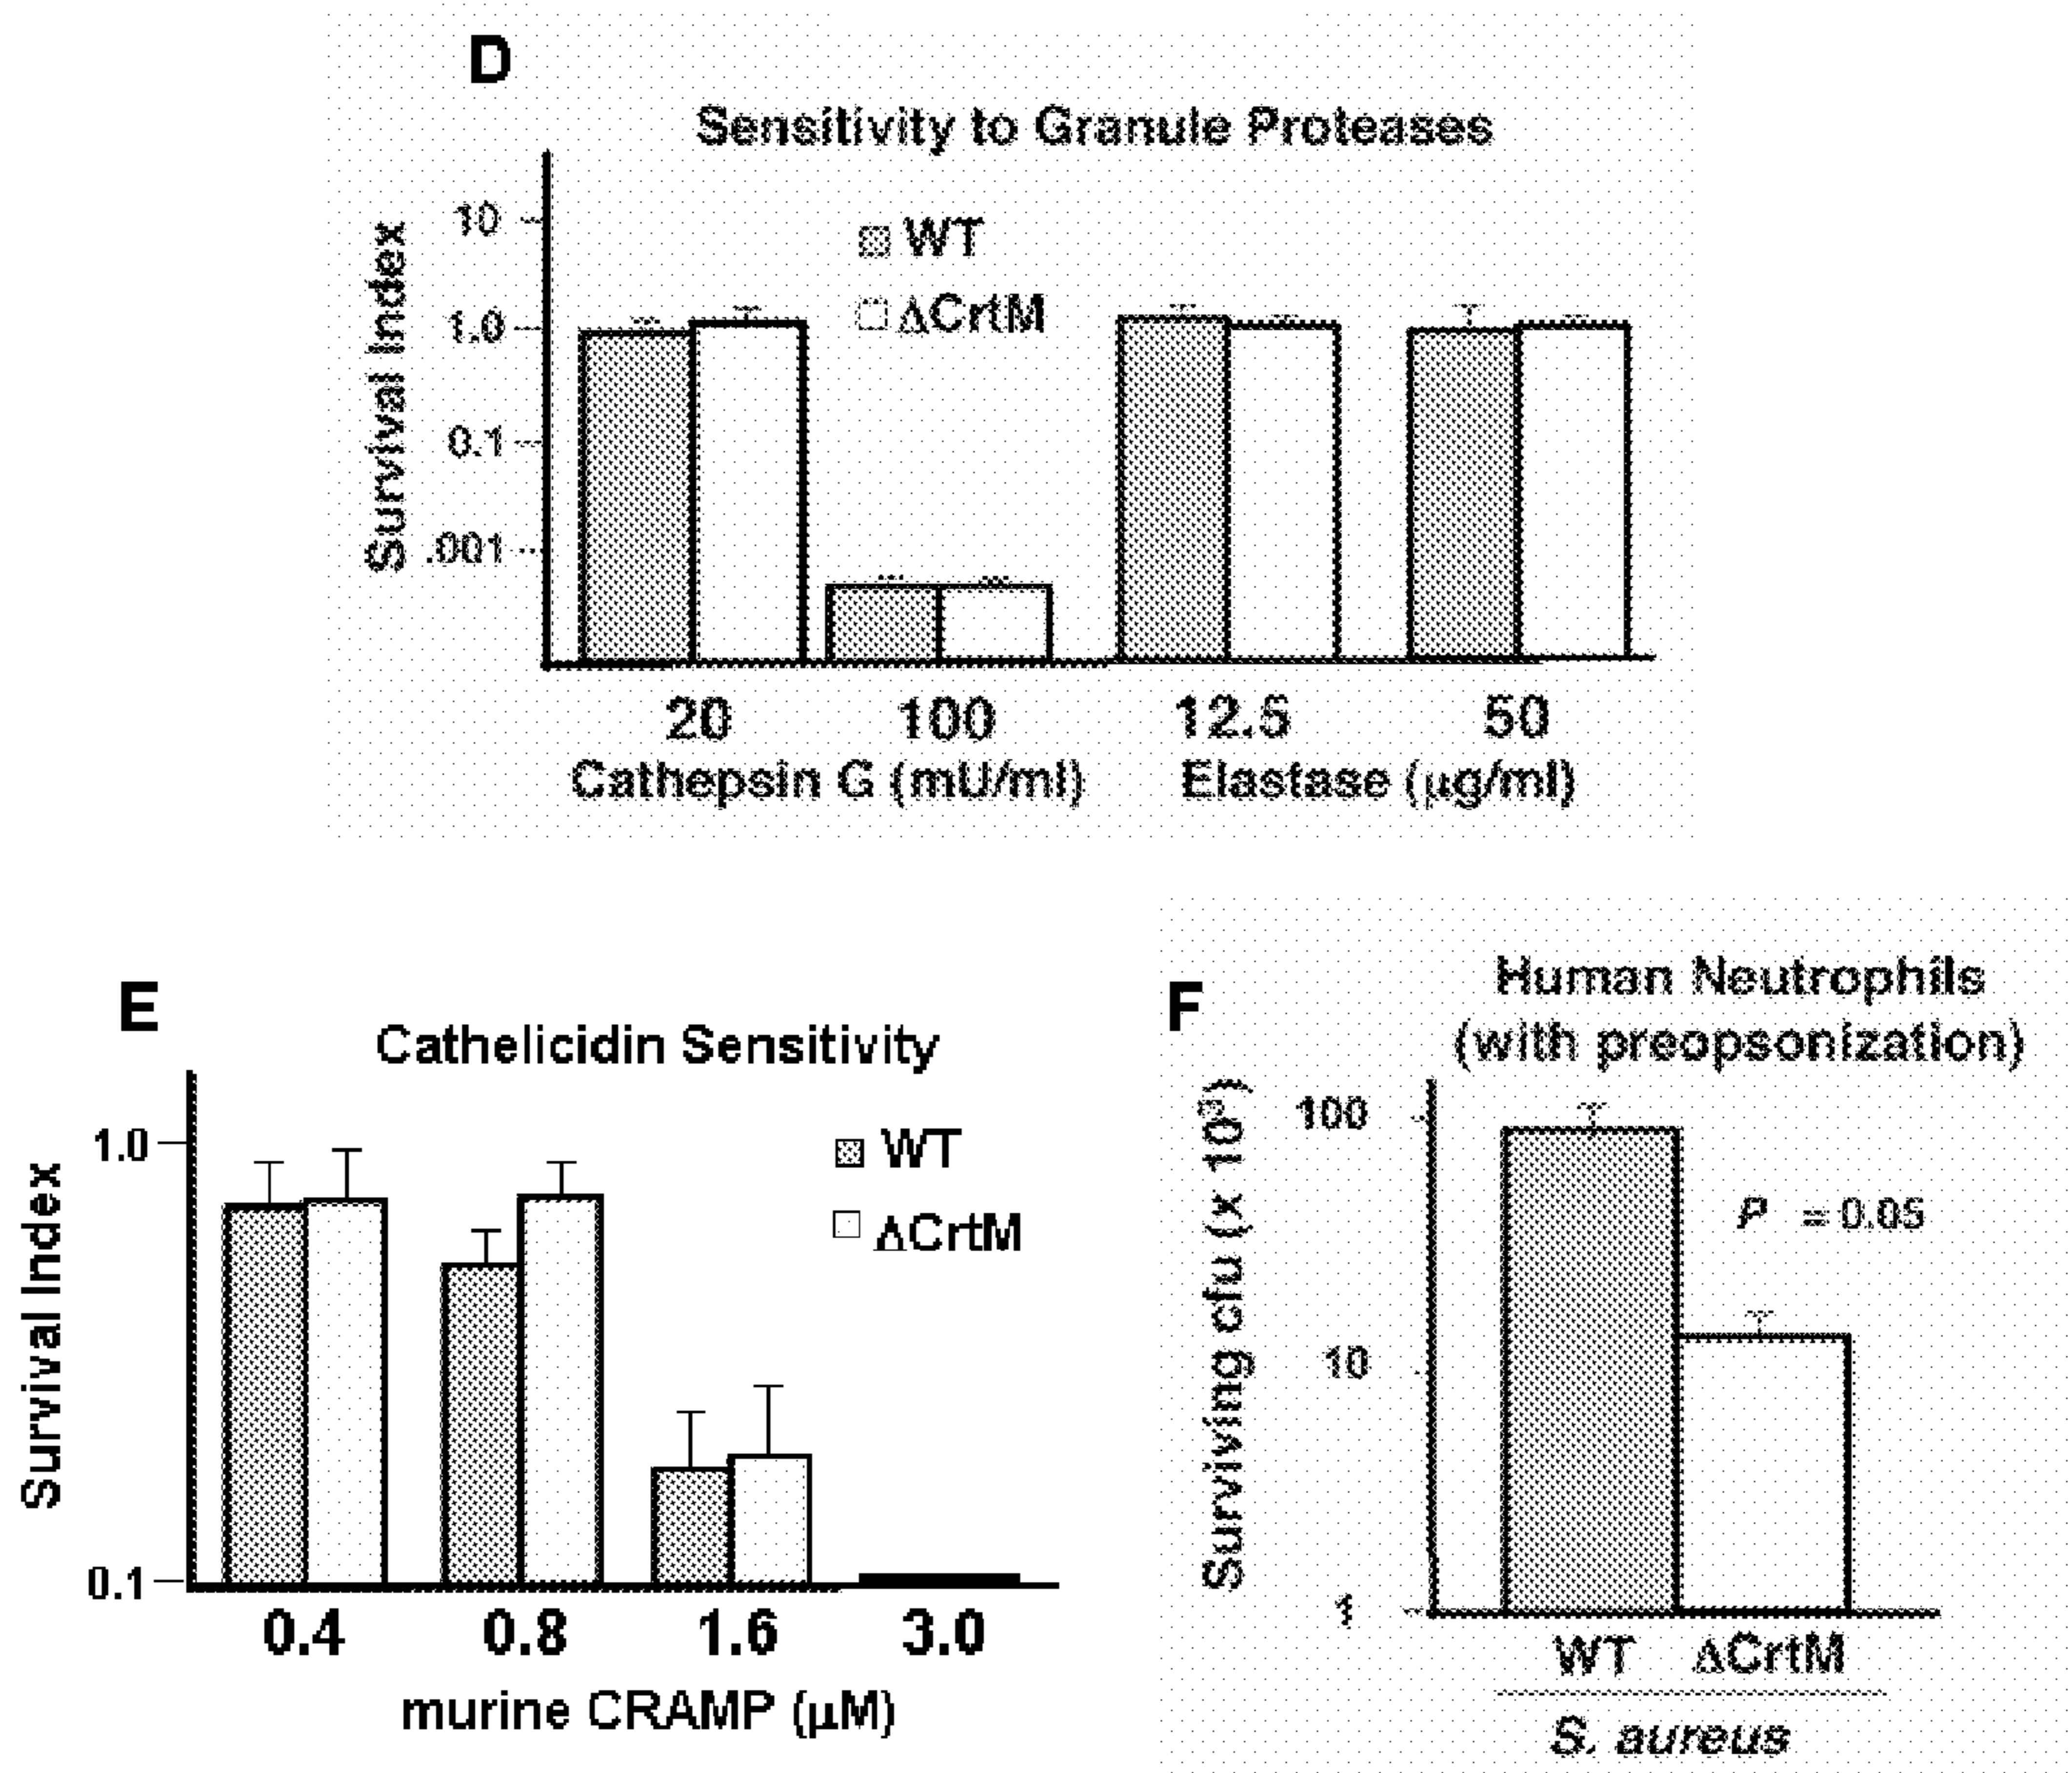 D
Sensitivity to Granule Proteases
Survival Index
10
1.0
0.1
.001
WT
ΔCrtM
20 100 12.5 50
Cathepsin G (mU/ml) Elastase (μg/ml)
E
Cathelicidin Sensitivity
Survival Index
1.0
0.1
WT
ΔCrtM
0.4 0.8 1.6 3.0
murine CRAMP (μM)
F
Human Neutrophils
(with preopsonization)
Surviving cfu (x 10³)
100
10
1
P = 0.05
WT ΔCrtM
S. aureus